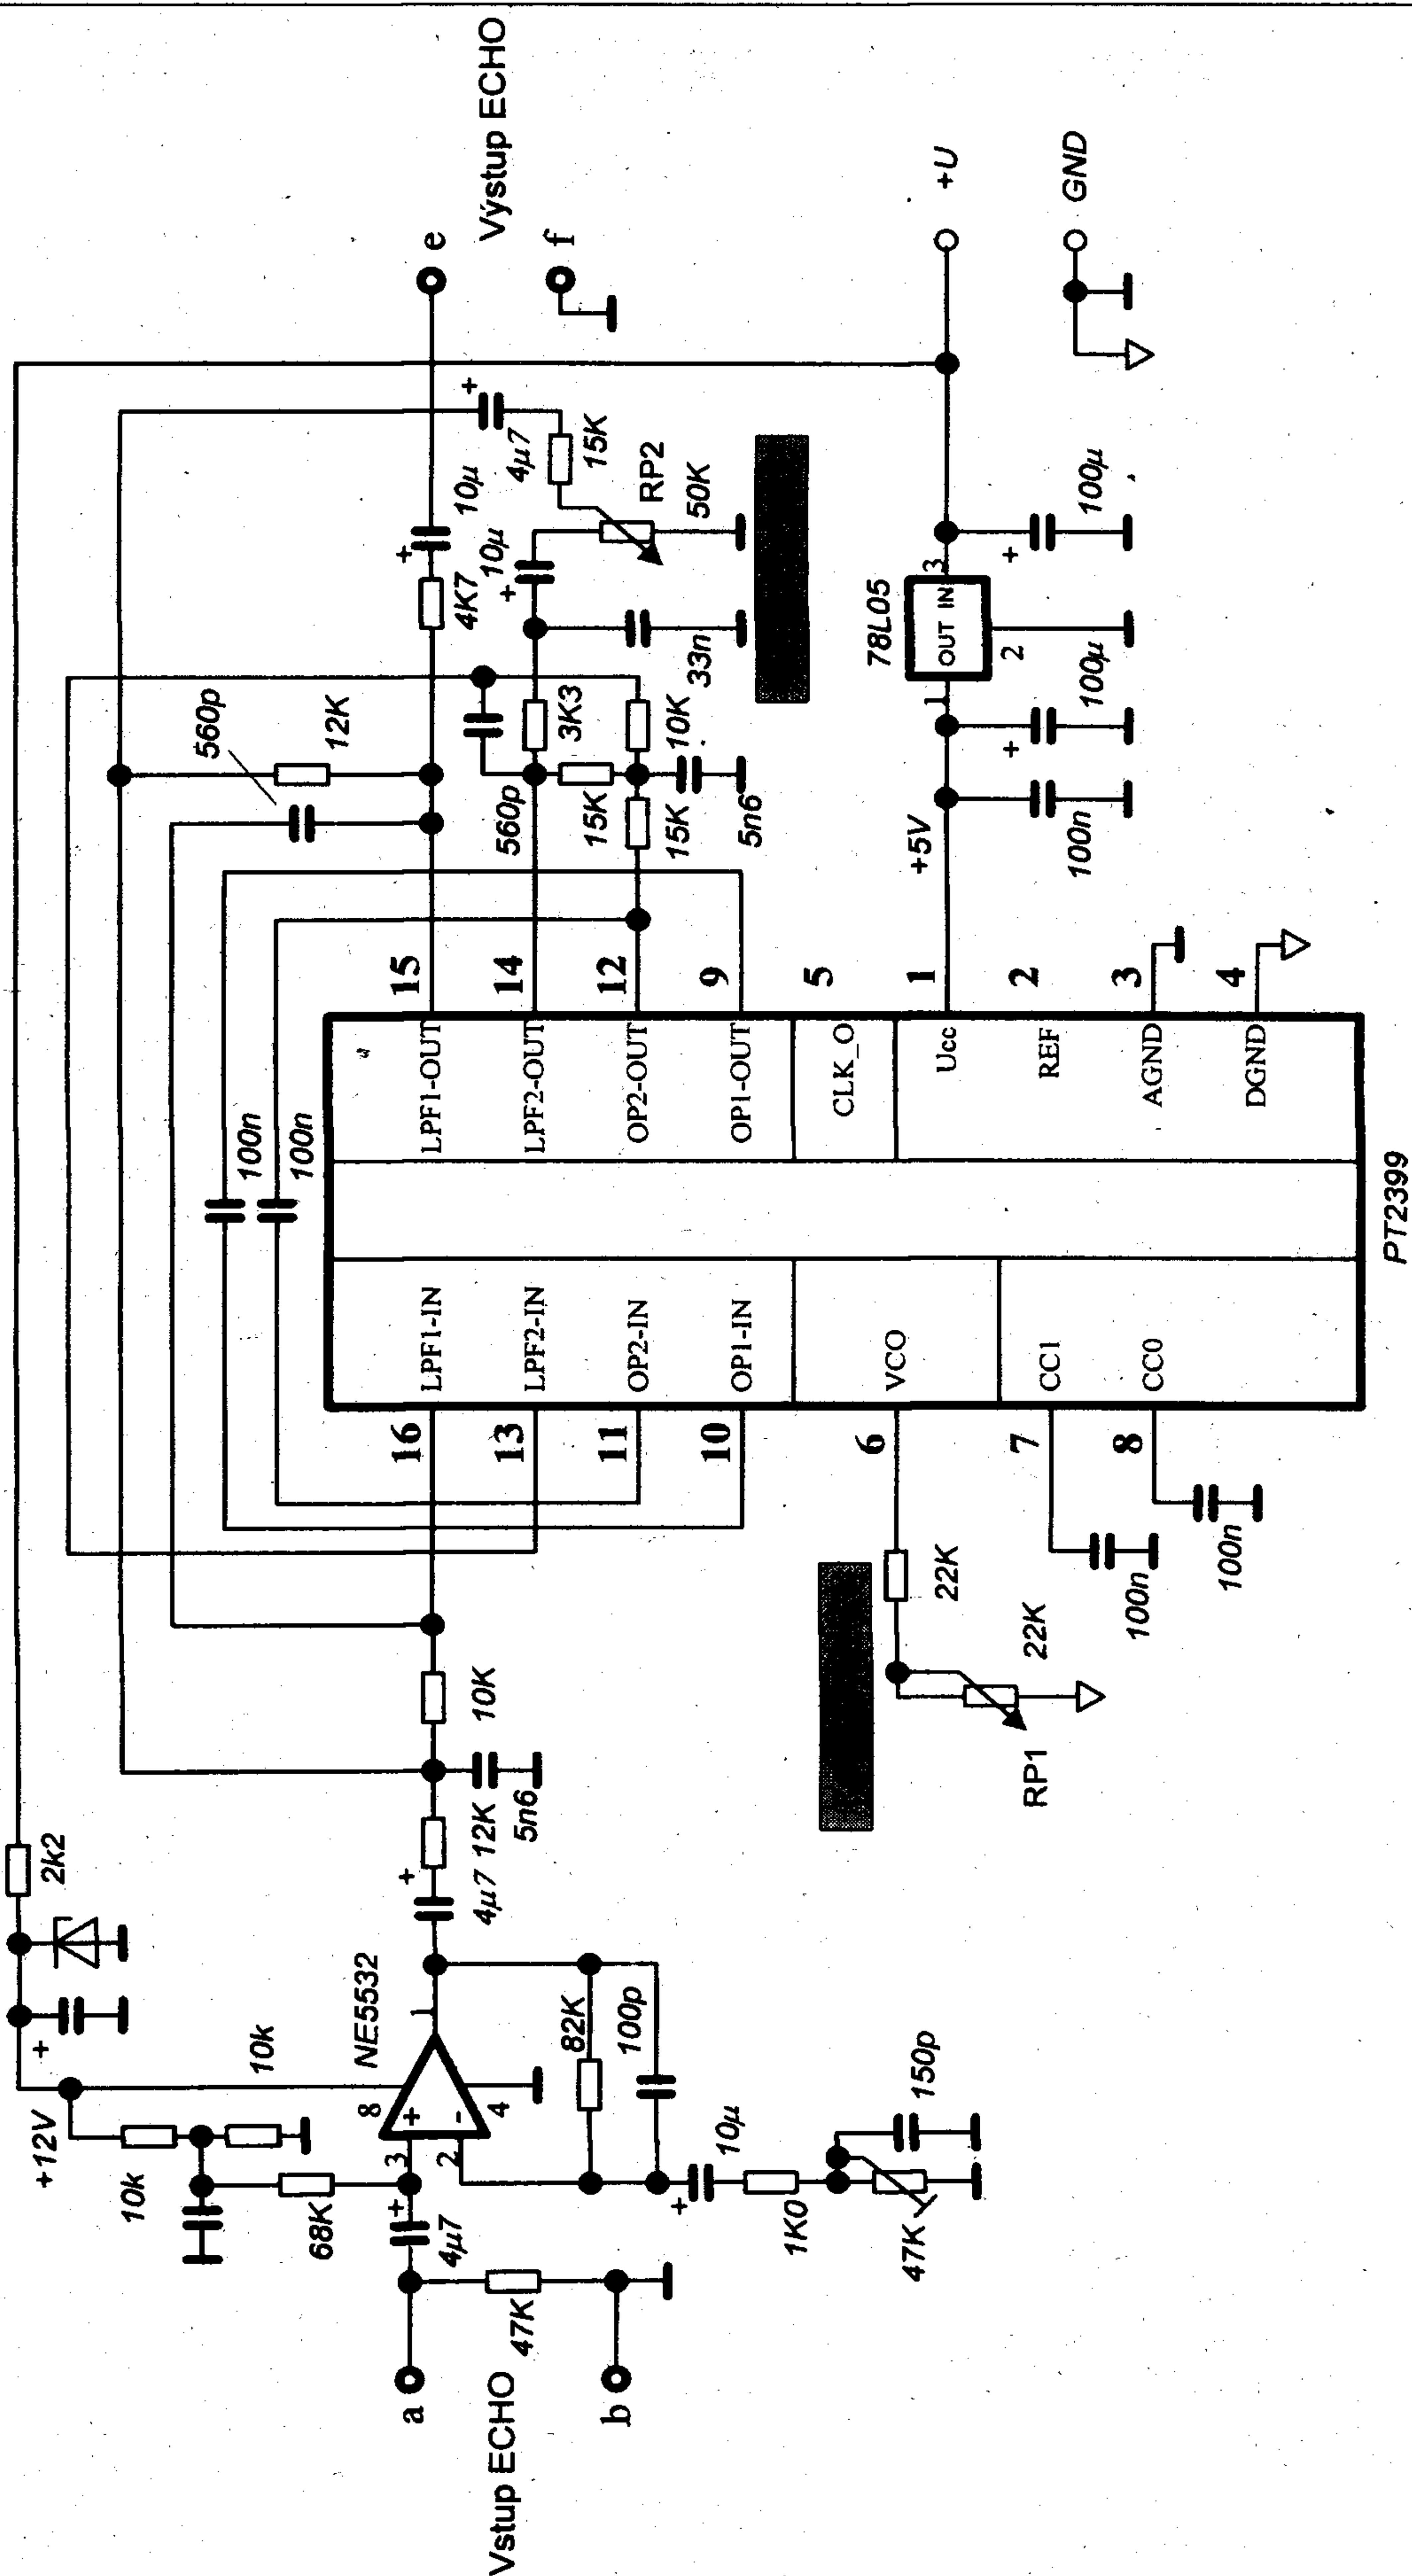 Vstup ECHO
a
b
47K
4µ7
68K
10k
+12V
+
10k
+
2k2
NE5532
8
3
2
+
-
4
1
82K
100p
10µ
+
1K0
47K
150p
+
4µ7
12K
5n6
10K
100n
100n
560p
12K
16
13
11
10
6
7
8
LPF1-IN
LPF2-IN
OP2-IN
OP1-IN
VCO
CC1
CC0
LPF1-OUT
LPF2-OUT
OP2-OUT
OP1-OUT
CLK_O
Ucc
REF
AGND
DGND
15
14
12
9
5
1
2
3
4
PT2399
22K
22K
RP1
100n
100n
560p
15K
15K
3K3
10K
5n6
33n
4K7
+
10µ
+
10µ
+
4µ7
15K
RP2
50K
e
f
Výstup ECHO
+5V
100n
+
100µ
78L05
OUT IN
1
2
3
+
100µ
+U
GND